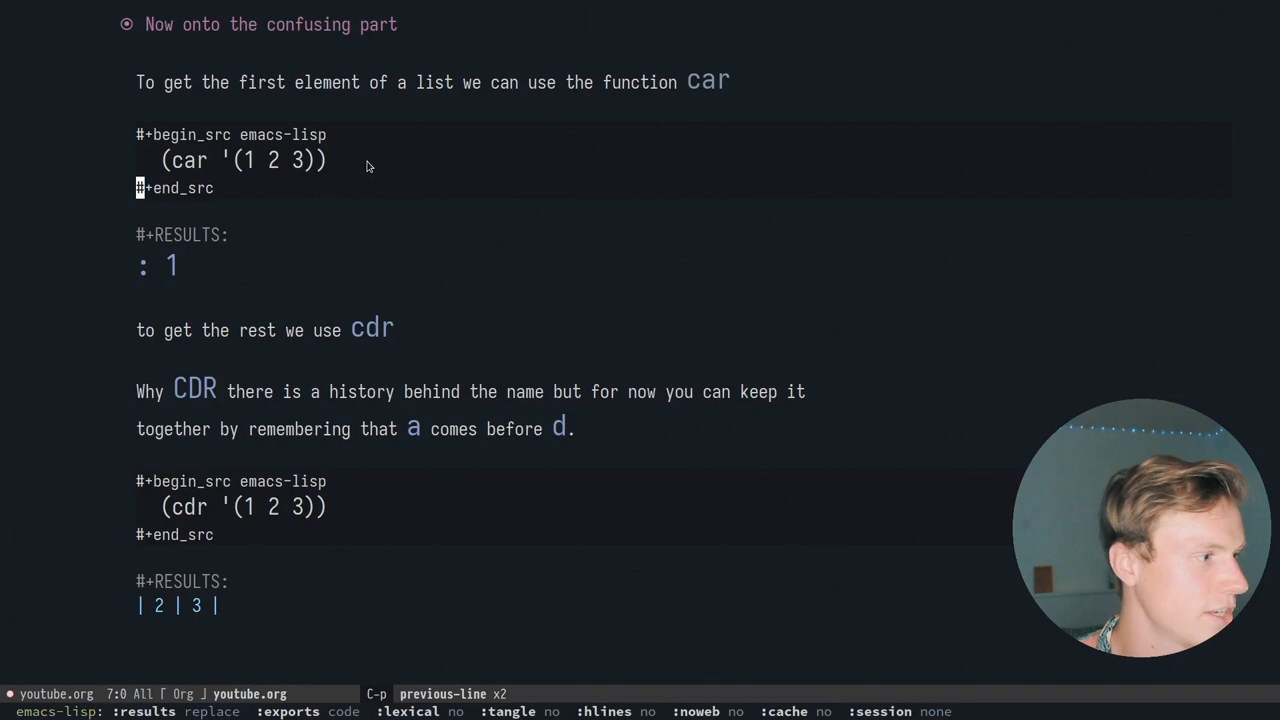 Now onto the confusing part
To get the first element of a list we can use the function car
#+begin_src emacs-lisp
(car '(1 2 3))
#+end_src
#+RESULTS:
: 1
to get the rest we use cdr
Why CDR there is a history behind the name but for now you can keep it
together by remembering that a comes before d.
#+begin_src emacs-lisp
(cdr '(1 2 3))
#+end_src
#+RESULTS:
| 2 | 3 |
youtube.org 7:0 All ⌈ Org ⌋ youtube.org C-p previous-line x2
emacs-lisp: :results replace :exports code :lexical no :tangle no :hlines no :noweb no :cache no :session none